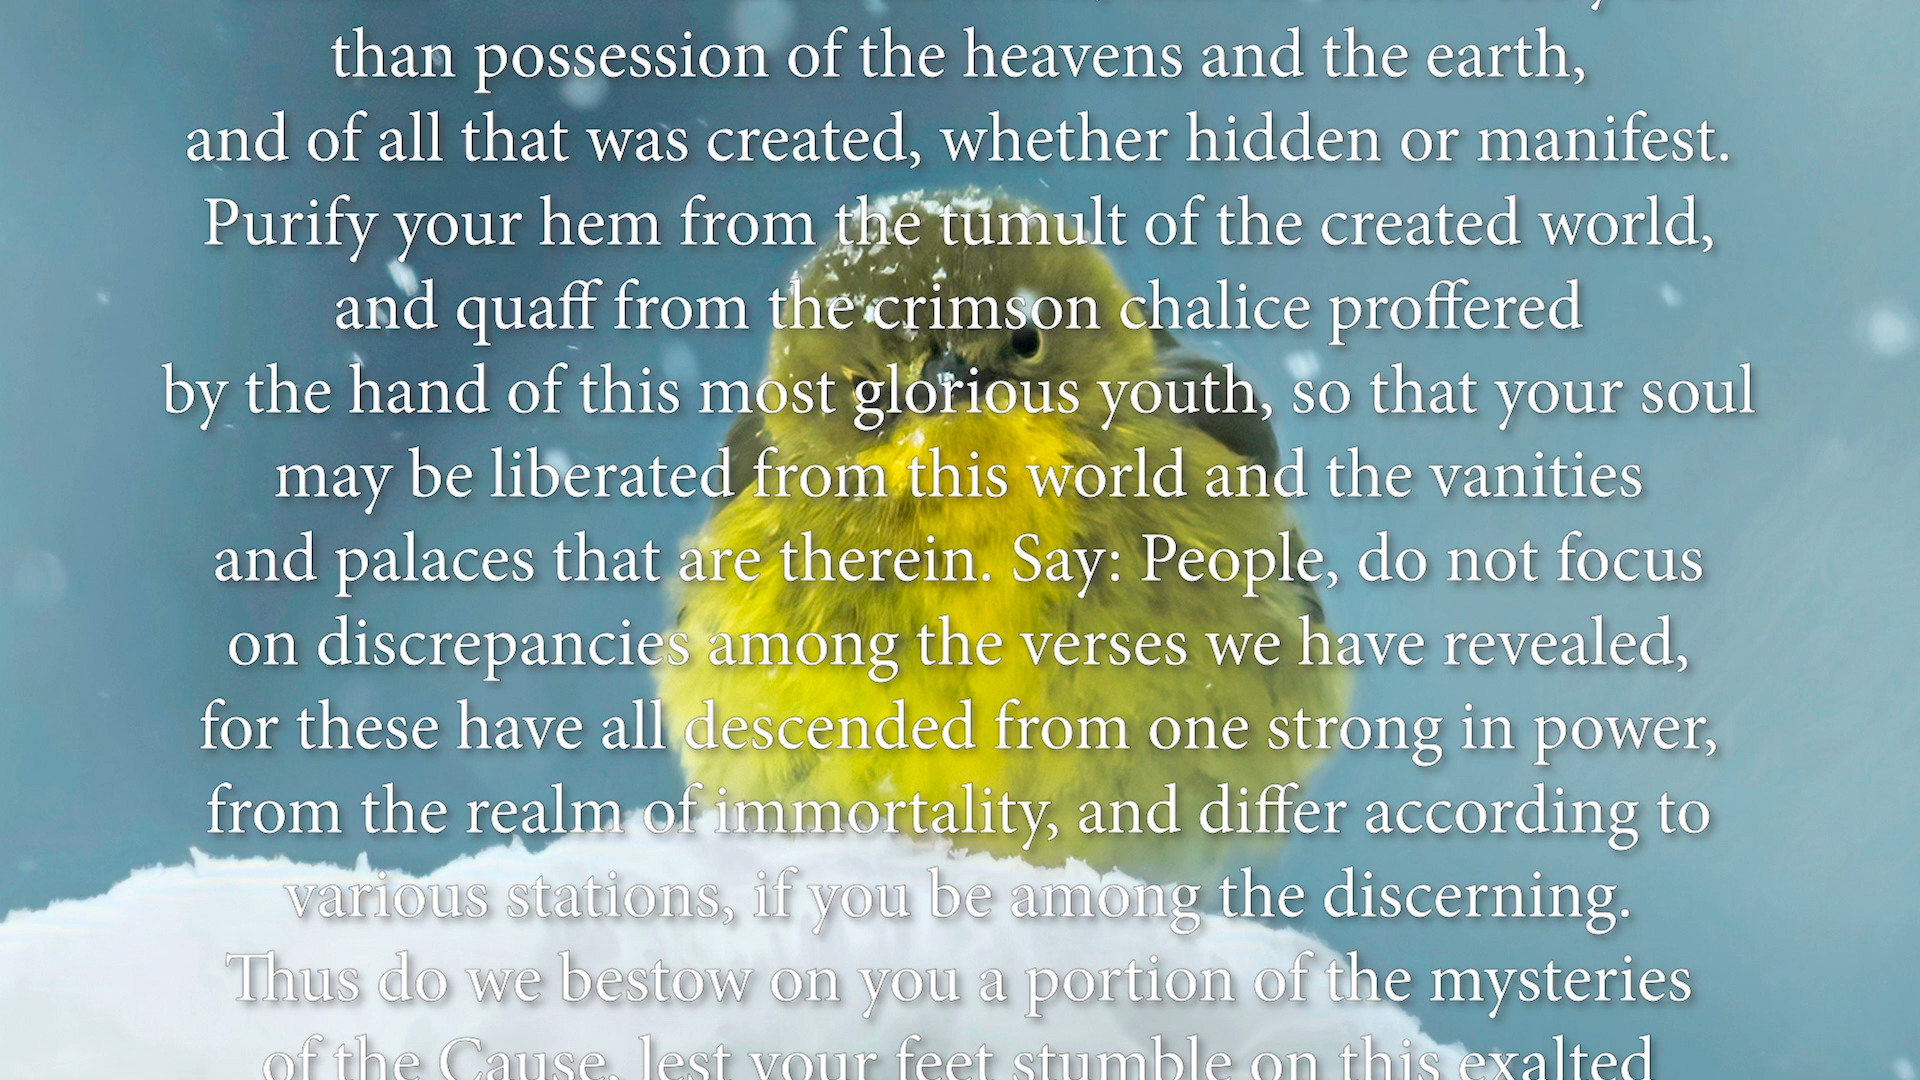 than possession of the heavens and the earth,
and of all that was created, whether hidden or manifest.
Purify your hem from the tumult of the created world,
and quaff from the crimson chalice proffered
by the hand of this most glorious youth, so that your soul
may be liberated from this world and the vanities
and palaces that are therein. Say: People, do not focus
on discrepancies among the verses we have revealed,
for these have all descended from one strong in power,
from the realm of immortality, and differ according to
various stations, if you be among the discerning.
Thus do we bestow on you a portion of the mysteries
of the Cause, lest your feet stumble on this exalted